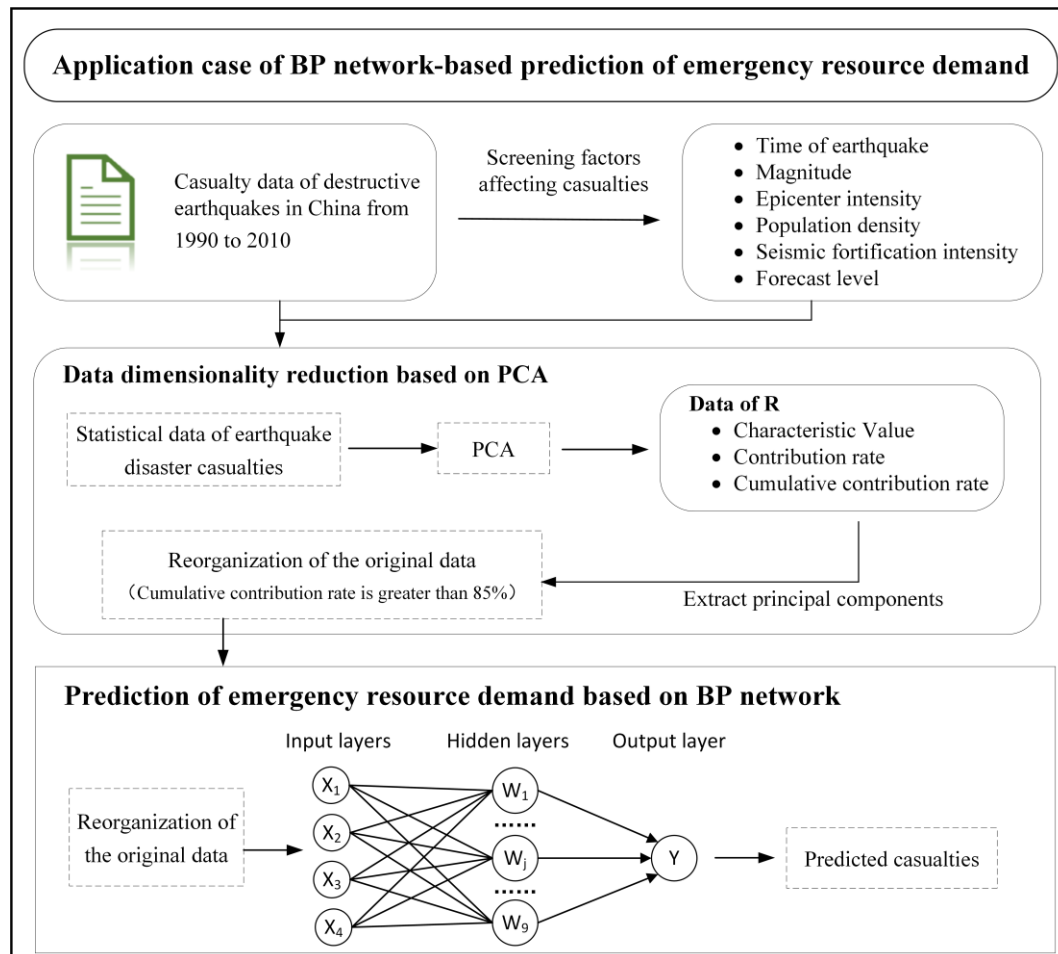 Application case of BP network-based prediction of emergency resource demand
Casualty data of destructive
earthquakes in China from
1990 to 2010
Screening factors
affecting casualties
• Time of earthquake
• Magnitude
• Epicenter intensity
• Population density
• Seismic fortification intensity
• Forecast level
Data dimensionality reduction based on PCA
Statistical data of earthquake
disaster casualties
PCA
Data of R
• Characteristic Value
• Contribution rate
• Cumulative contribution rate
Reorganization of the original data
（Cumulative contribution rate is greater than 85%）
Extract principal components
Prediction of emergency resource demand based on BP network
Input layers
Hidden layers
Output layer
Reorganization of
the original data
X1
X2
X3
X4
W1
......
Wj
......
W9
Y
Predicted casualties